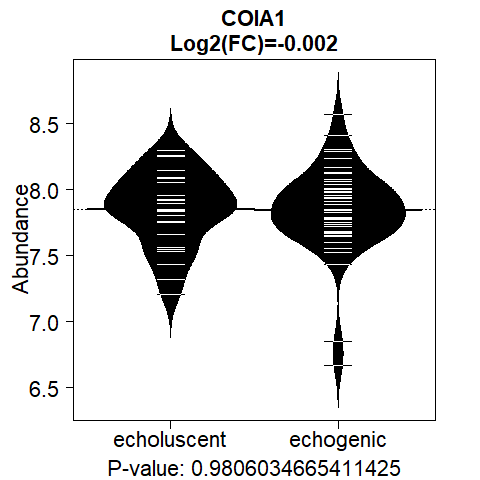 COIA1
Log2(FC)=-0.002
Abundance
8.5
8.0
7.5
7.0
6.5
echoluscent echogenic
P-value: 0.9806034665411425